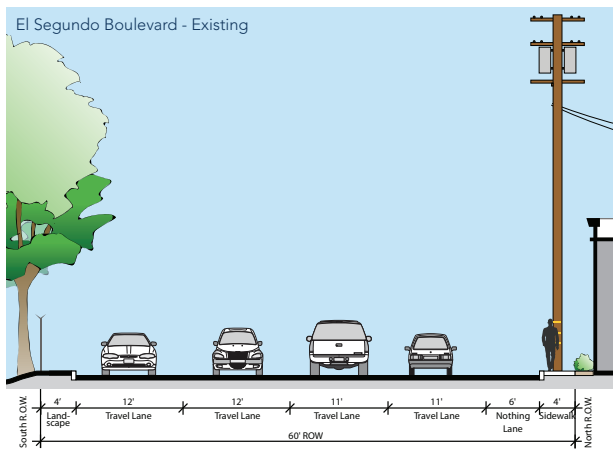 El Segundo Boulevard - Existing
4' 12' 12' 11' 11' 6' 4'
South R.O.W.
Land-
scape
Travel Lane
Travel Lane
Travel Lane
Travel Lane
Nothing
Lane
Sidewalk
North R.O.W.
60' ROW